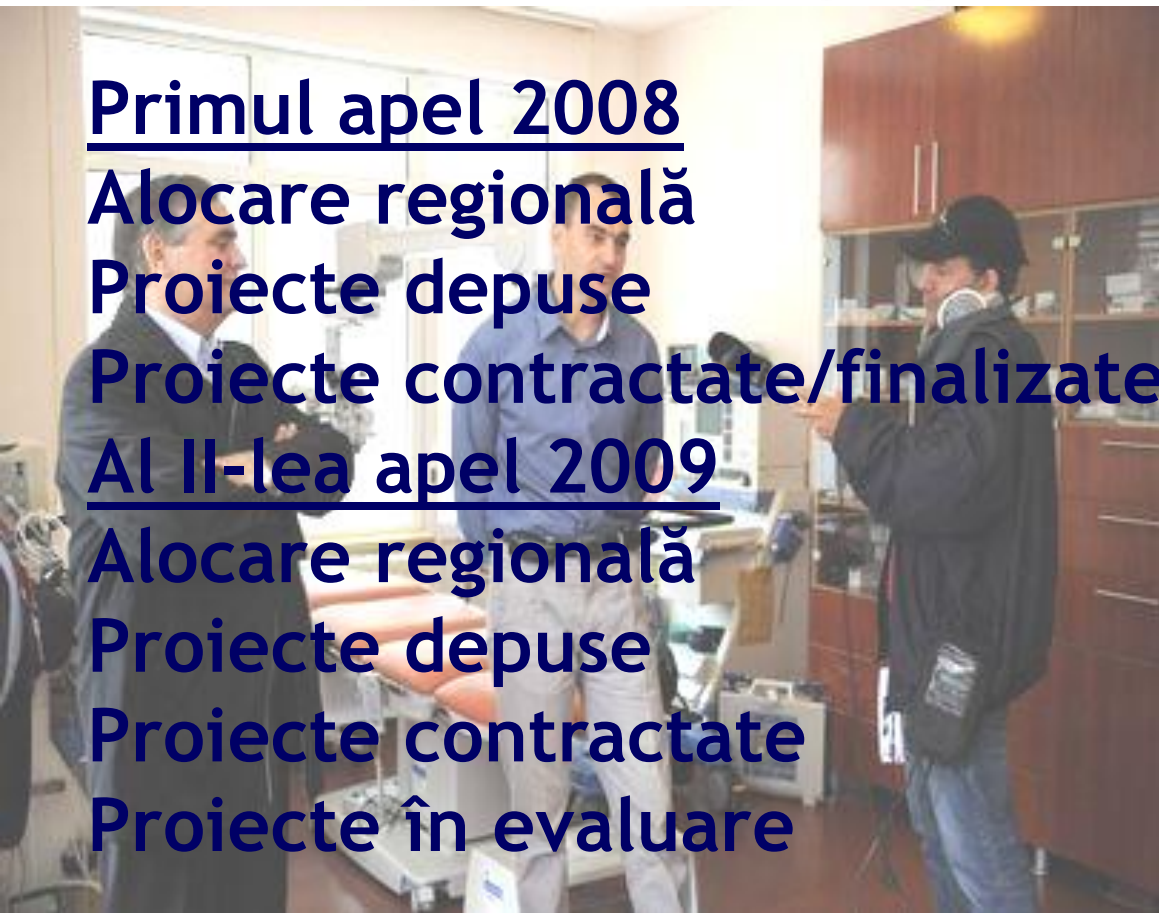 Primul apel 2008
Alocare regională
Proiecte depuse
Proiecte contractate/finalizate
Al II-lea apel 2009
Alocare regională
Proiecte depuse
Proiecte contractate
Proiecte în evaluare